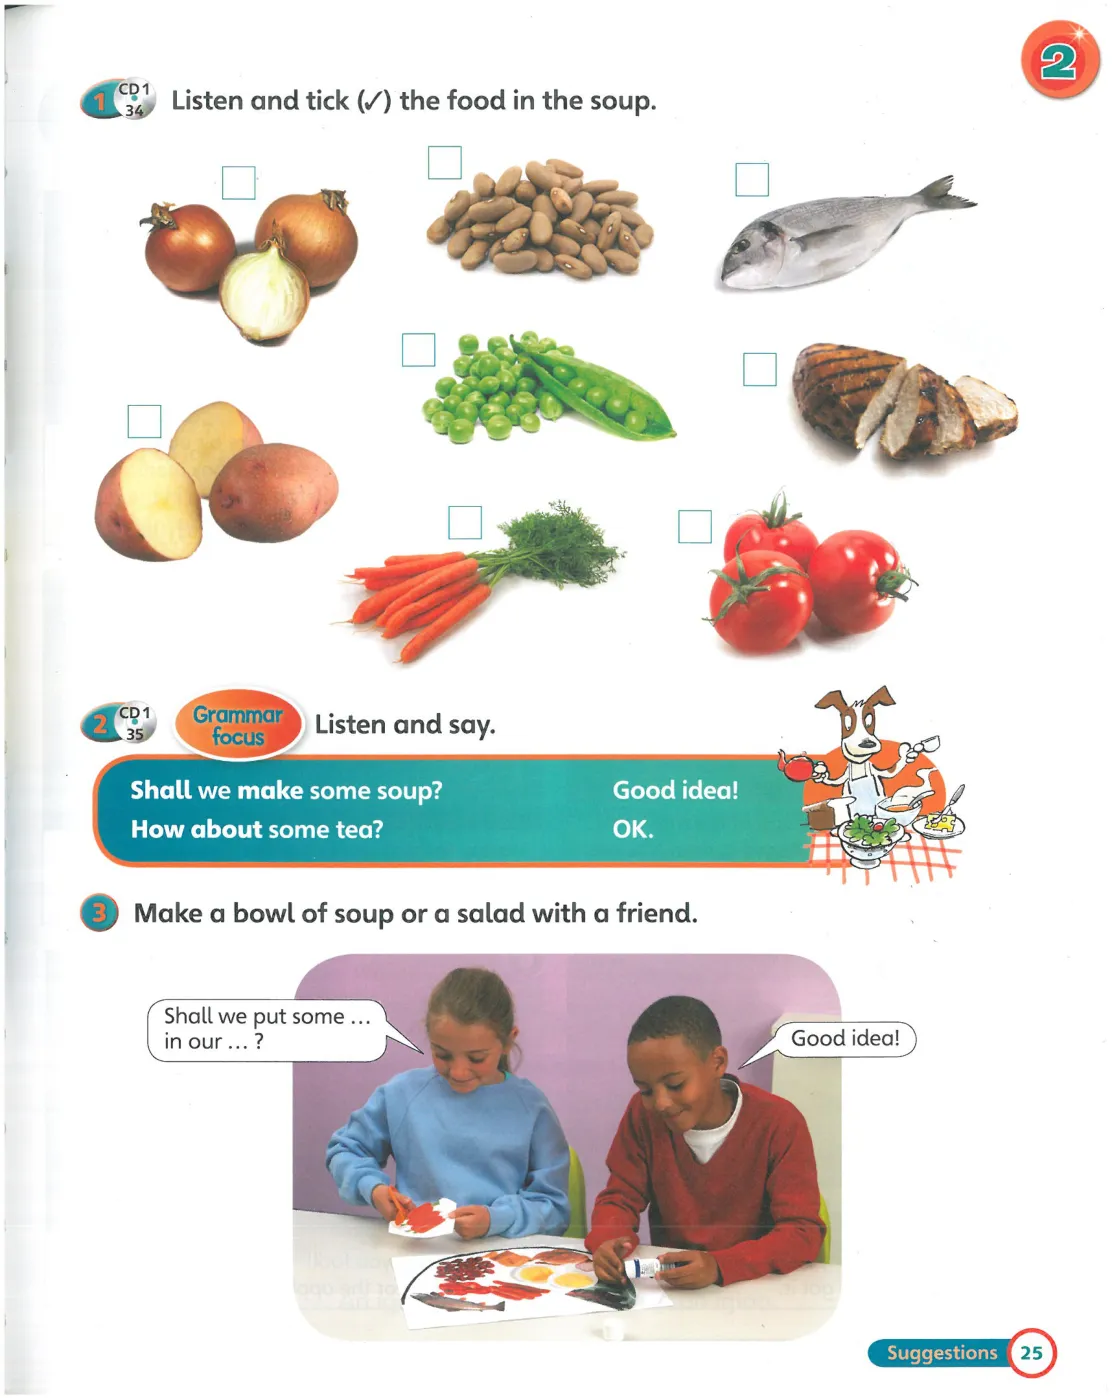 2
1 CD1 34 Listen and tick (✓) the food in the soup.
2 CD1 35 Grammar focus Listen and say.
Shall we make some soup? Good idea!
How about some tea? OK.
3 Make a bowl of soup or a salad with a friend.
Shall we put some ...
in our ... ?
Good idea!
Suggestions 25